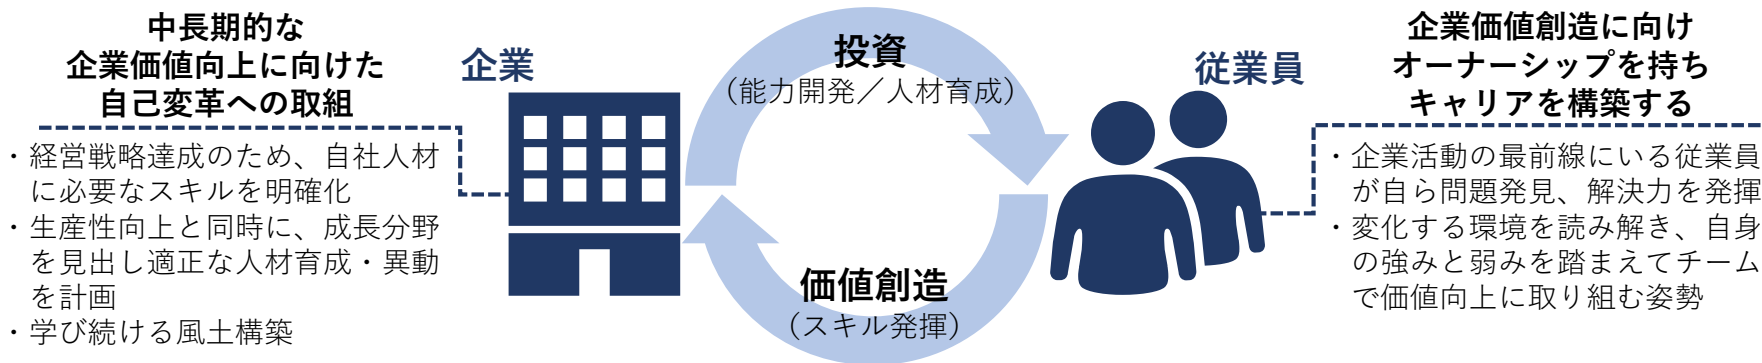 中長期的な
企業価値向上に向けた
自己変革への取組
・経営戦略達成のため、自社人材
に必要なスキルを明確化
・生産性向上と同時に、成長分野
を見出し適正な人材育成・異動
を計画
・学び続ける風土構築
企業
投資
（能力開発／人材育成）
価値創造
（スキル発揮）
従業員
企業価値創造に向け
オーナーシップを持ち
キャリアを構築する
・企業活動の最前線にいる従業員
が自ら問題発見、解決力を発揮
・変化する環境を読み解き、自身
の強みと弱みを踏まえてチーム
で価値向上に取り組む姿勢